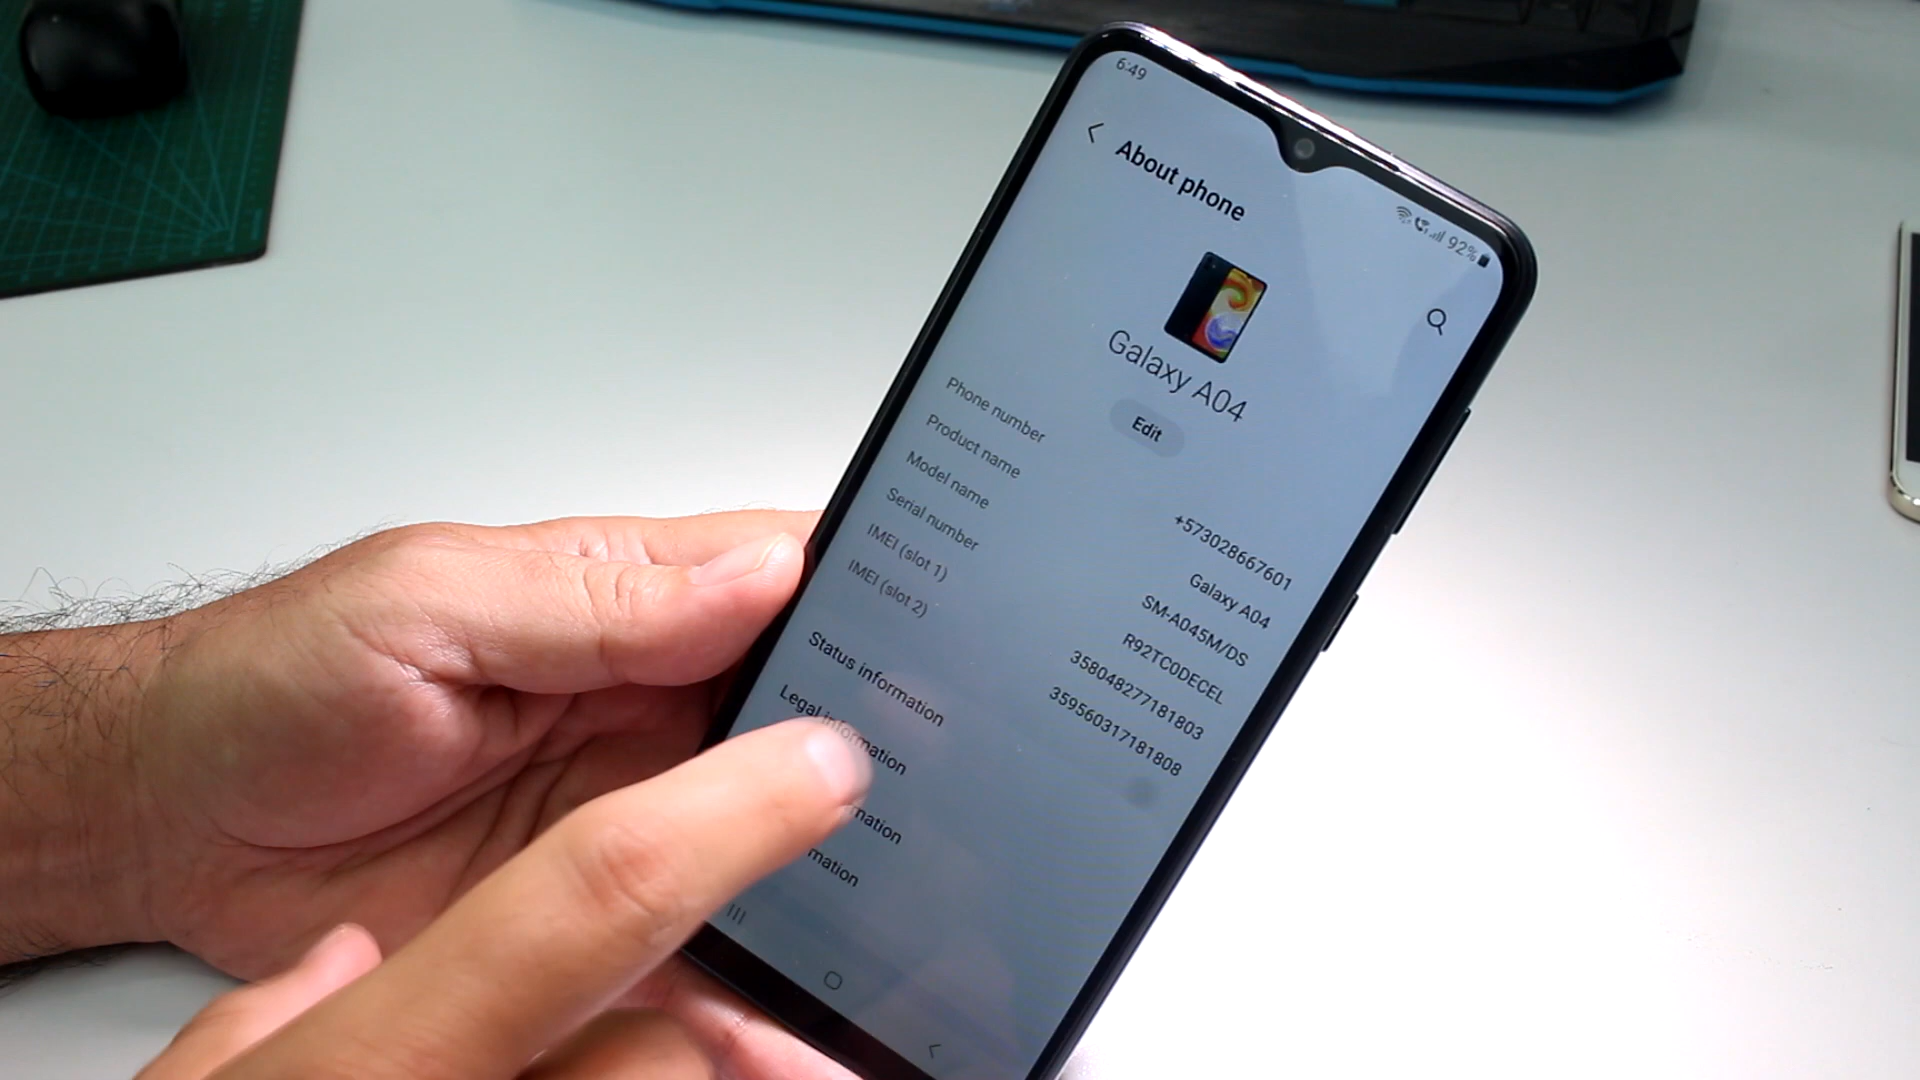 6:49
92%
About phone
Galaxy A04
Edit
Phone number +573028667601
Product name Galaxy A04
Model name SM-A045M/DS
Serial number R92TC0DECEL
IMEI (slot 1) 358048277181803
IMEI (slot 2) 359560317181808
Status information
Legal information
rmation
mation